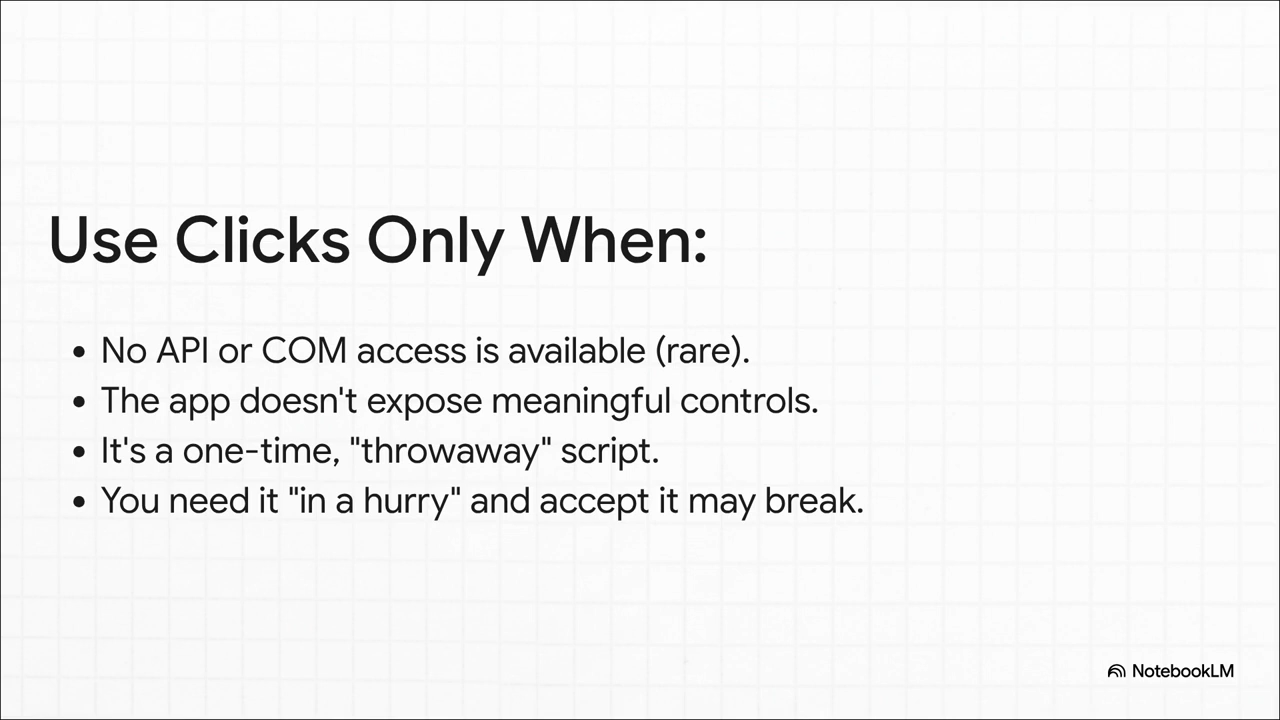 Use Clicks Only When:
• No API or COM access is available (rare).
• The app doesn't expose meaningful controls.
• It's a one-time, "throwaway" script.
• You need it "in a hurry" and accept it may break.
NotebookLM